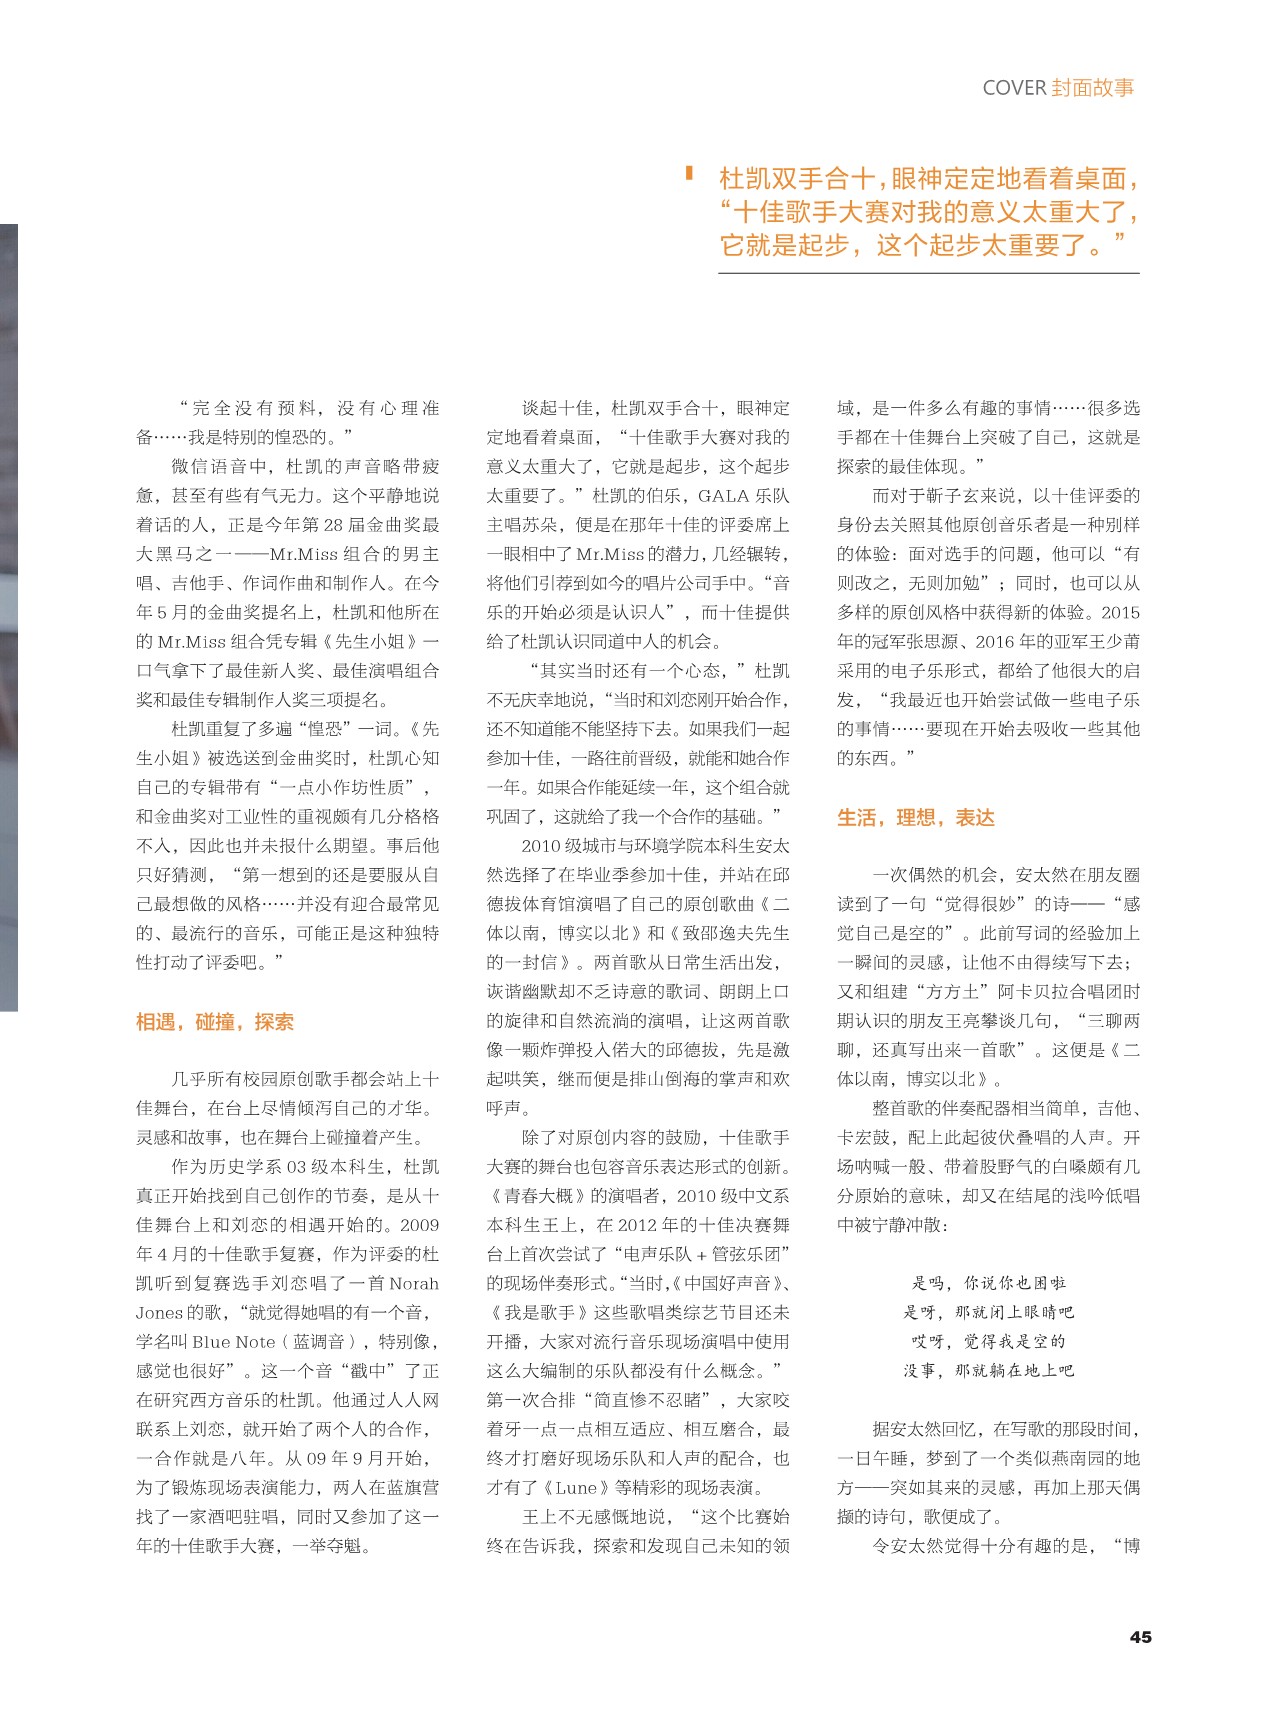 COVER 封面故事
杜凯双手合十，眼神定定地看着桌面，
“十佳歌手大赛对我的意义太重大了，
它就是起步，这个起步太重要了。”
“完全没有预料，没有心理准
备……我是特别的惶恐的。”
微信语音中，杜凯的声音略带疲
惫，甚至有些有气无力。这个平静地说
着话的人，正是今年第 28 届金曲奖最
大黑马之一——Mr.Miss 组合的男主
唱、吉他手、作词作曲和制作人。在今
年 5 月的金曲奖提名上，杜凯和他所在
的 Mr.Miss 组合凭专辑《先生小姐》一
口气拿下了最佳新人奖、最佳演唱组合
奖和最佳专辑制作人奖三项提名。
杜凯重复了多遍“惶恐”一词。《先
生小姐》被选送到金曲奖时，杜凯心知
自己的专辑带有“一点小作坊性质”，
和金曲奖对工业性的重视颇有几分格格
不入，因此也并未报什么期望。事后他
只好猜测，“第一想到的还是要服从自
己最想做的风格……并没有迎合最常见
的、最流行的音乐，可能正是这种独特
性打动了评委吧。”
相遇，碰撞，探索
几乎所有校园原创歌手都会站上十
佳舞台，在台上尽情倾泻自己的才华。
灵感和故事，也在舞台上碰撞着产生。
作为历史学系 03 级本科生，杜凯
真正开始找到自己创作的节奏，是从十
佳舞台上和刘恋的相遇开始的。2009
年 4 月的十佳歌手复赛，作为评委的杜
凯听到复赛选手刘恋唱了一首 Norah
Jones 的歌，“就觉得她唱的有一个音，
学名叫 Blue Note（蓝调音），特别像，
感觉也很好”。这一个音“戳中”了正
在研究西方音乐的杜凯。他通过人人网
联系上刘恋，就开始了两个人的合作，
一合作就是八年。从 09 年 9 月开始，
为了锻炼现场表演能力，两人在蓝旗营
找了一家酒吧驻唱，同时又参加了这一
年的十佳歌手大赛，一举夺魁。
谈起十佳，杜凯双手合十，眼神定
定地看着桌面，“十佳歌手大赛对我的
意义太重大了，它就是起步，这个起步
太重要了。”杜凯的伯乐，GALA 乐队
主唱苏朵，便是在那年十佳的评委席上
一眼相中了 Mr.Miss 的潜力，几经辗转，
将他们引荐到如今的唱片公司手中。“音
乐的开始必须是认识人”，而十佳提供
给了杜凯认识同道中人的机会。
“其实当时还有一个心态，”杜凯
不无庆幸地说，“当时和刘恋刚开始合作，
还不知道能不能坚持下去。如果我们一起
参加十佳，一路往前晋级，就能和她合作
一年。如果合作能延续一年，这个组合就
巩固了，这就给了我一个合作的基础。”
2010 级城市与环境学院本科生安太
然选择了在毕业季参加十佳，并站在邱
德拔体育馆演唱了自己的原创歌曲《二
体以南，博实以北》和《致邵逸夫先生
的一封信》。两首歌从日常生活出发，
诙谐幽默却不乏诗意的歌词、朗朗上口
的旋律和自然流淌的演唱，让这两首歌
像一颗炸弹投入偌大的邱德拔，先是激
起哄笑，继而便是排山倒海的掌声和欢
呼声。
除了对原创内容的鼓励，十佳歌手
大赛的舞台也包容音乐表达形式的创新。
《青春大概》的演唱者，2010 级中文系
本科生王上，在 2012 年的十佳决赛舞
台上首次尝试了“电声乐队 + 管弦乐团”
的现场伴奏形式。“当时，《中国好声音》、
《我是歌手》这些歌唱类综艺节目还未
开播，大家对流行音乐现场演唱中使用
这么大编制的乐队都没有什么概念。”
第一次合排“简直惨不忍睹”，大家咬
着牙一点一点相互适应、相互磨合，最
终才打磨好现场乐队和人声的配合，也
才有了《Lune》等精彩的现场表演。
王上不无感慨地说，“这个比赛始
终在告诉我，探索和发现自己未知的领
域，是一件多么有趣的事情……很多选
手都在十佳舞台上突破了自己，这就是
探索的最佳体现。”
而对于靳子玄来说，以十佳评委的
身份去关照其他原创音乐者是一种别样
的体验：面对选手的问题，他可以“有
则改之，无则加勉”；同时，也可以从
多样的原创风格中获得新的体验。2015
年的冠军张思源、2016 年的亚军王少莆
采用的电子乐形式，都给了他很大的启
发，“我最近也开始尝试做一些电子乐
的事情……要现在开始去吸收一些其他
的东西。”
生活，理想，表达
一次偶然的机会，安太然在朋友圈
读到了一句“觉得很妙”的诗——“感
觉自己是空的”。此前写词的经验加上
一瞬间的灵感，让他不由得续写下去；
又和组建“方方土”阿卡贝拉合唱团时
期认识的朋友王亮攀谈几句，“三聊两
聊，还真写出来一首歌”。这便是《二
体以南，博实以北》。
整首歌的伴奏配器相当简单，吉他、
卡宏鼓，配上此起彼伏叠唱的人声。开
场呐喊一般、带着股野气的白嗓颇有几
分原始的意味，却又在结尾的浅吟低唱
中被宁静冲散：
是吗，你说你也困啦
是呀，那就闭上眼睛吧
哎呀，觉得我是空的
没事，那就躺在地上吧
据安太然回忆，在写歌的那段时间，
一日午睡，梦到了一个类似燕南园的地
方——突如其来的灵感，再加上那天偶
撷的诗句，歌便成了。
令安太然觉得十分有趣的是，“博
45